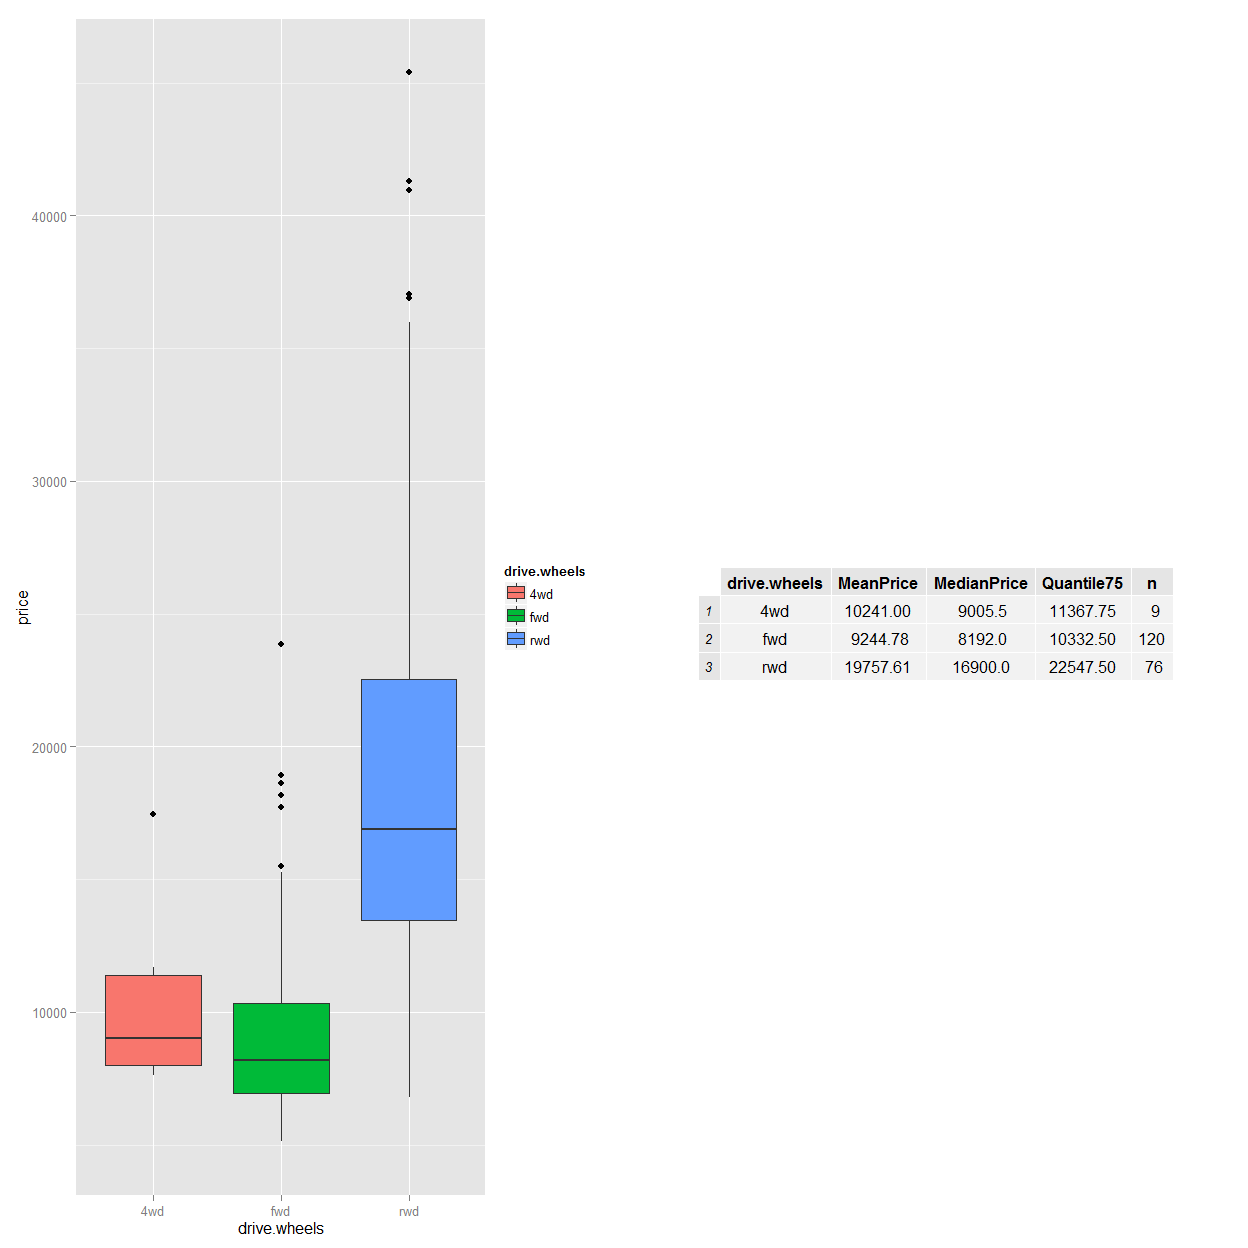 price
40000
30000
20000
10000
4wd fwd rwd
drive.wheels
drive.wheels
4wd
fwd
rwd
drive.wheels MeanPrice MedianPrice Quantile75 n
1 4wd 10241.00 9005.5 11367.75 9
2 fwd 9244.78 8192.0 10332.50 120
3 rwd 19757.61 16900.0 22547.50 76